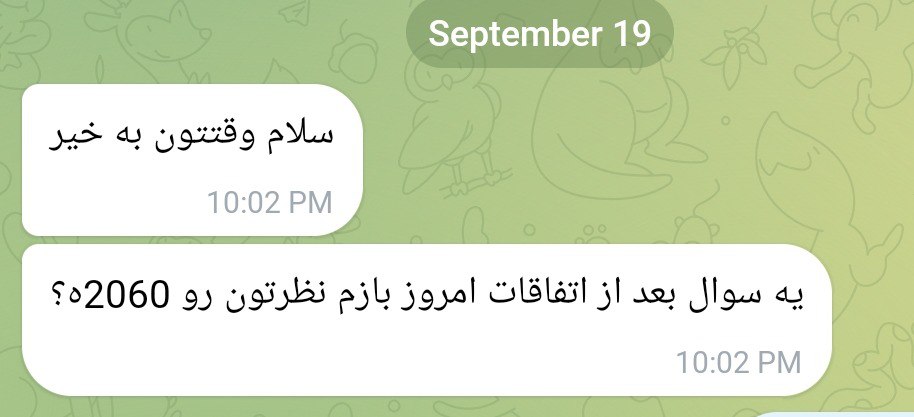 September 19
سلام وقتتون به خیر
10:02 PM
یه سوال بعد از اتفاقات امروز بازم نظرتون رو 2060ه؟
10:02 PM